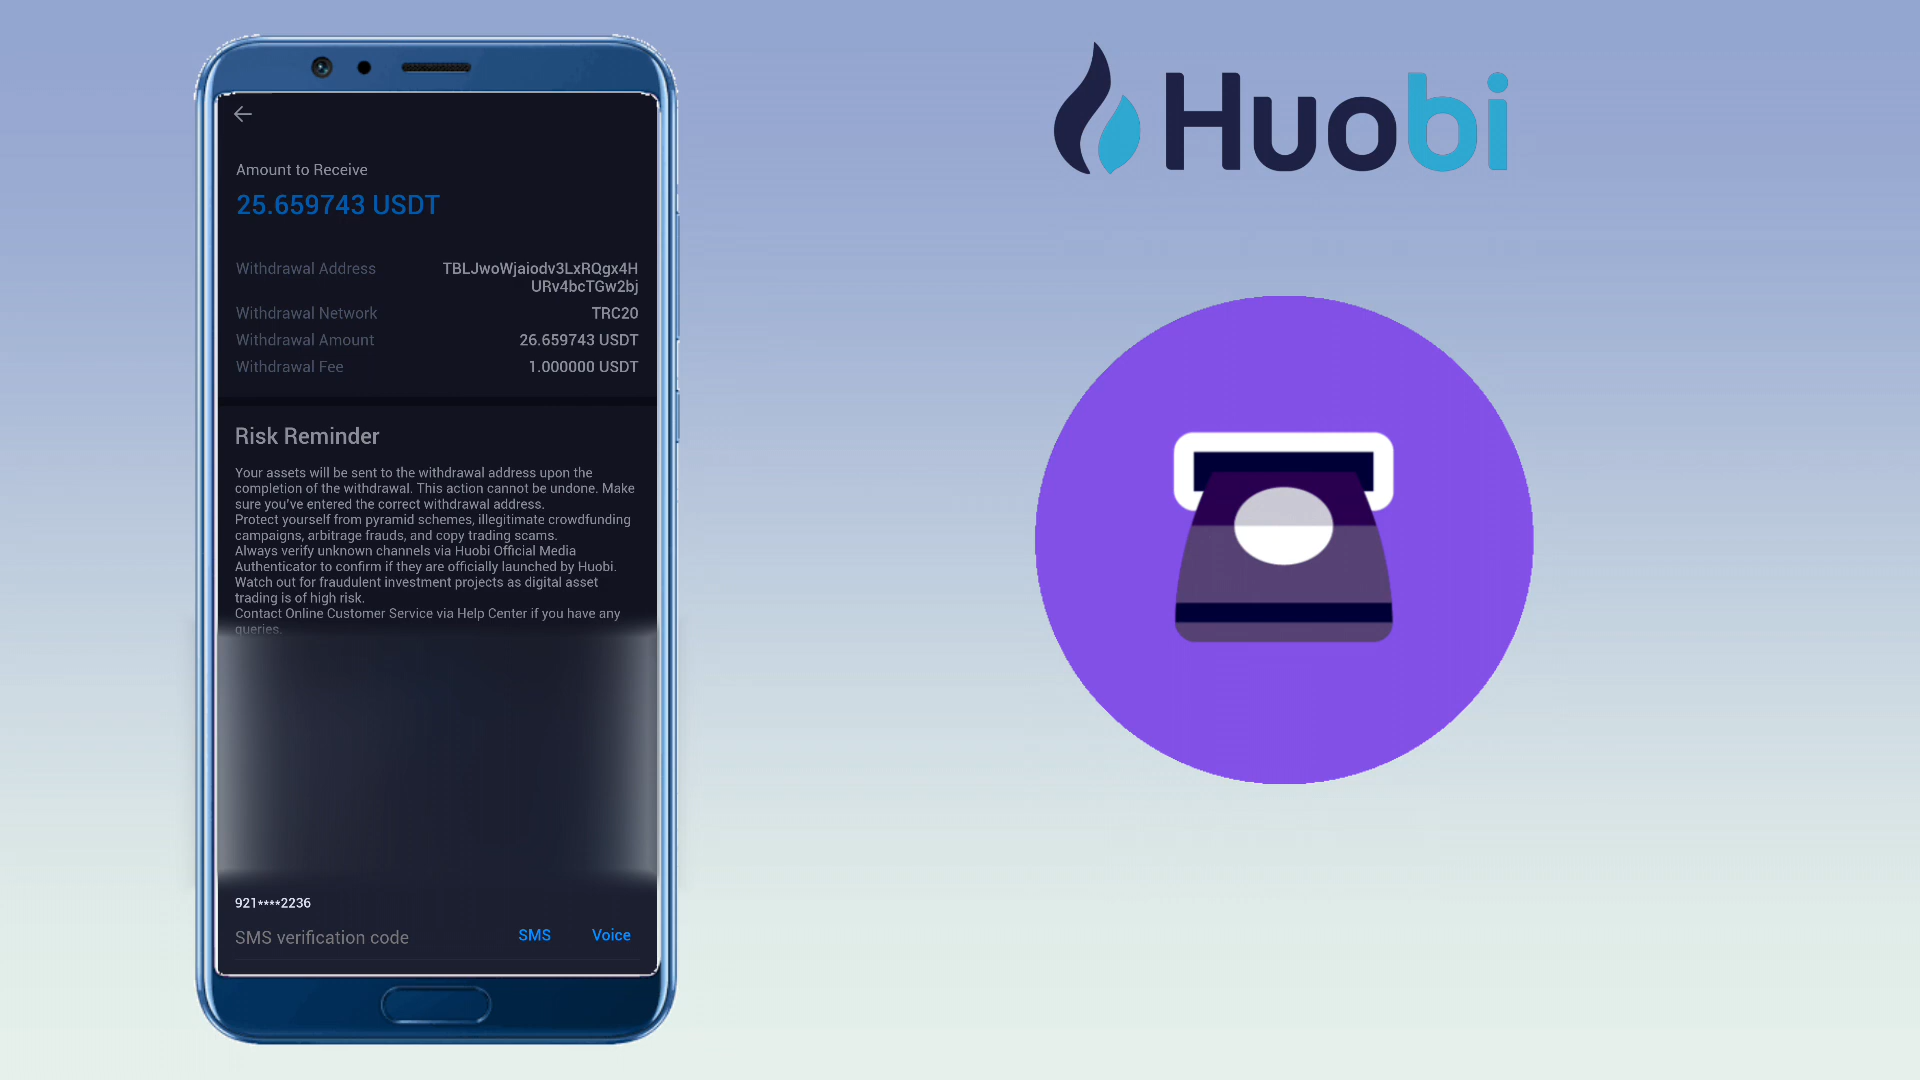 Huobi
Amount to Receive
25.659743 USDT
Withdrawal Address TBLJwoWjaiodv3LxRQgx4H
URv4bcTGw2bj
Withdrawal Network TRC20
Withdrawal Amount 26.659743 USDT
Withdrawal Fee 1.000000 USDT
Risk Reminder
Your assets will be sent to the withdrawal address upon the
completion of the withdrawal. This action cannot be undone. Make
sure you've entered the correct withdrawal address.
Protect yourself from pyramid schemes, illegitimate crowdfunding
campaigns, arbitrage frauds, and copy trading scams.
Always verify unknown channels via Huobi Official Media
Authenticator to confirm if they are officially launched by Huobi.
Watch out for fraudulent investment projects as digital asset
trading is of high risk.
Contact Online Customer Service via Help Center if you have any
queries.
921****2236
SMS verification code SMS Voice